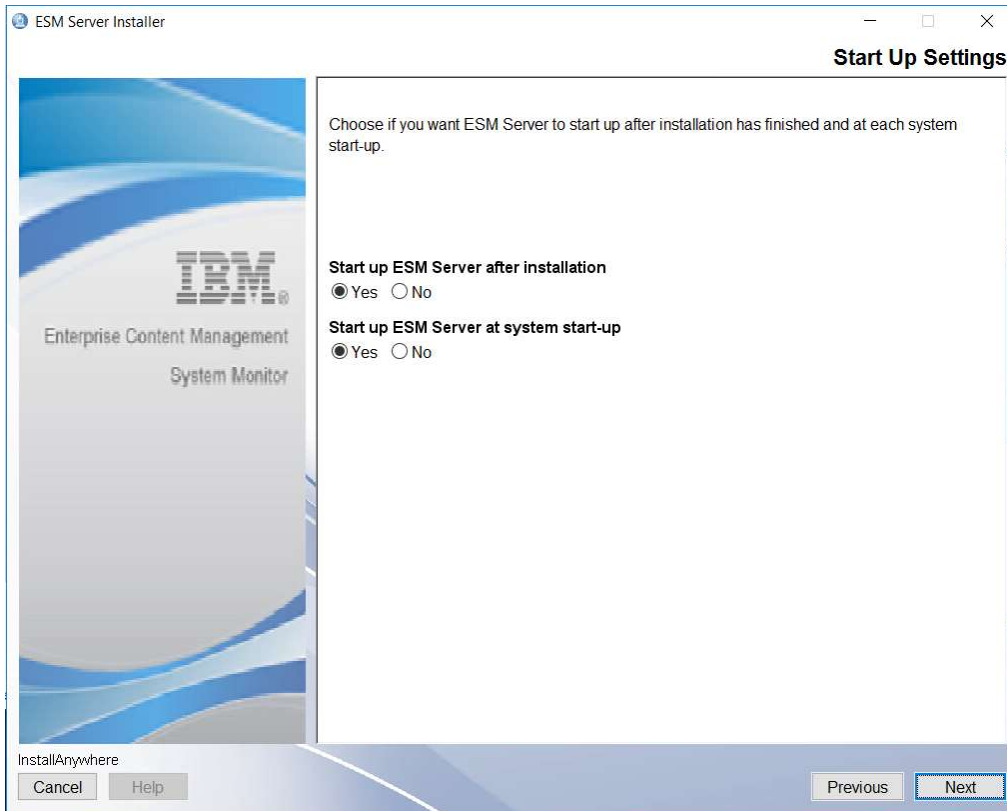 ESM Server Installer
Start Up Settings
Choose if you want ESM Server to start up after installation has finished and at each system
start-up.
IBM®
Enterprise Content Management
System Monitor
Start up ESM Server after installation
Yes No
Start up ESM Server at system start-up
Yes No
InstallAnywhere
Cancel Help Previous Next